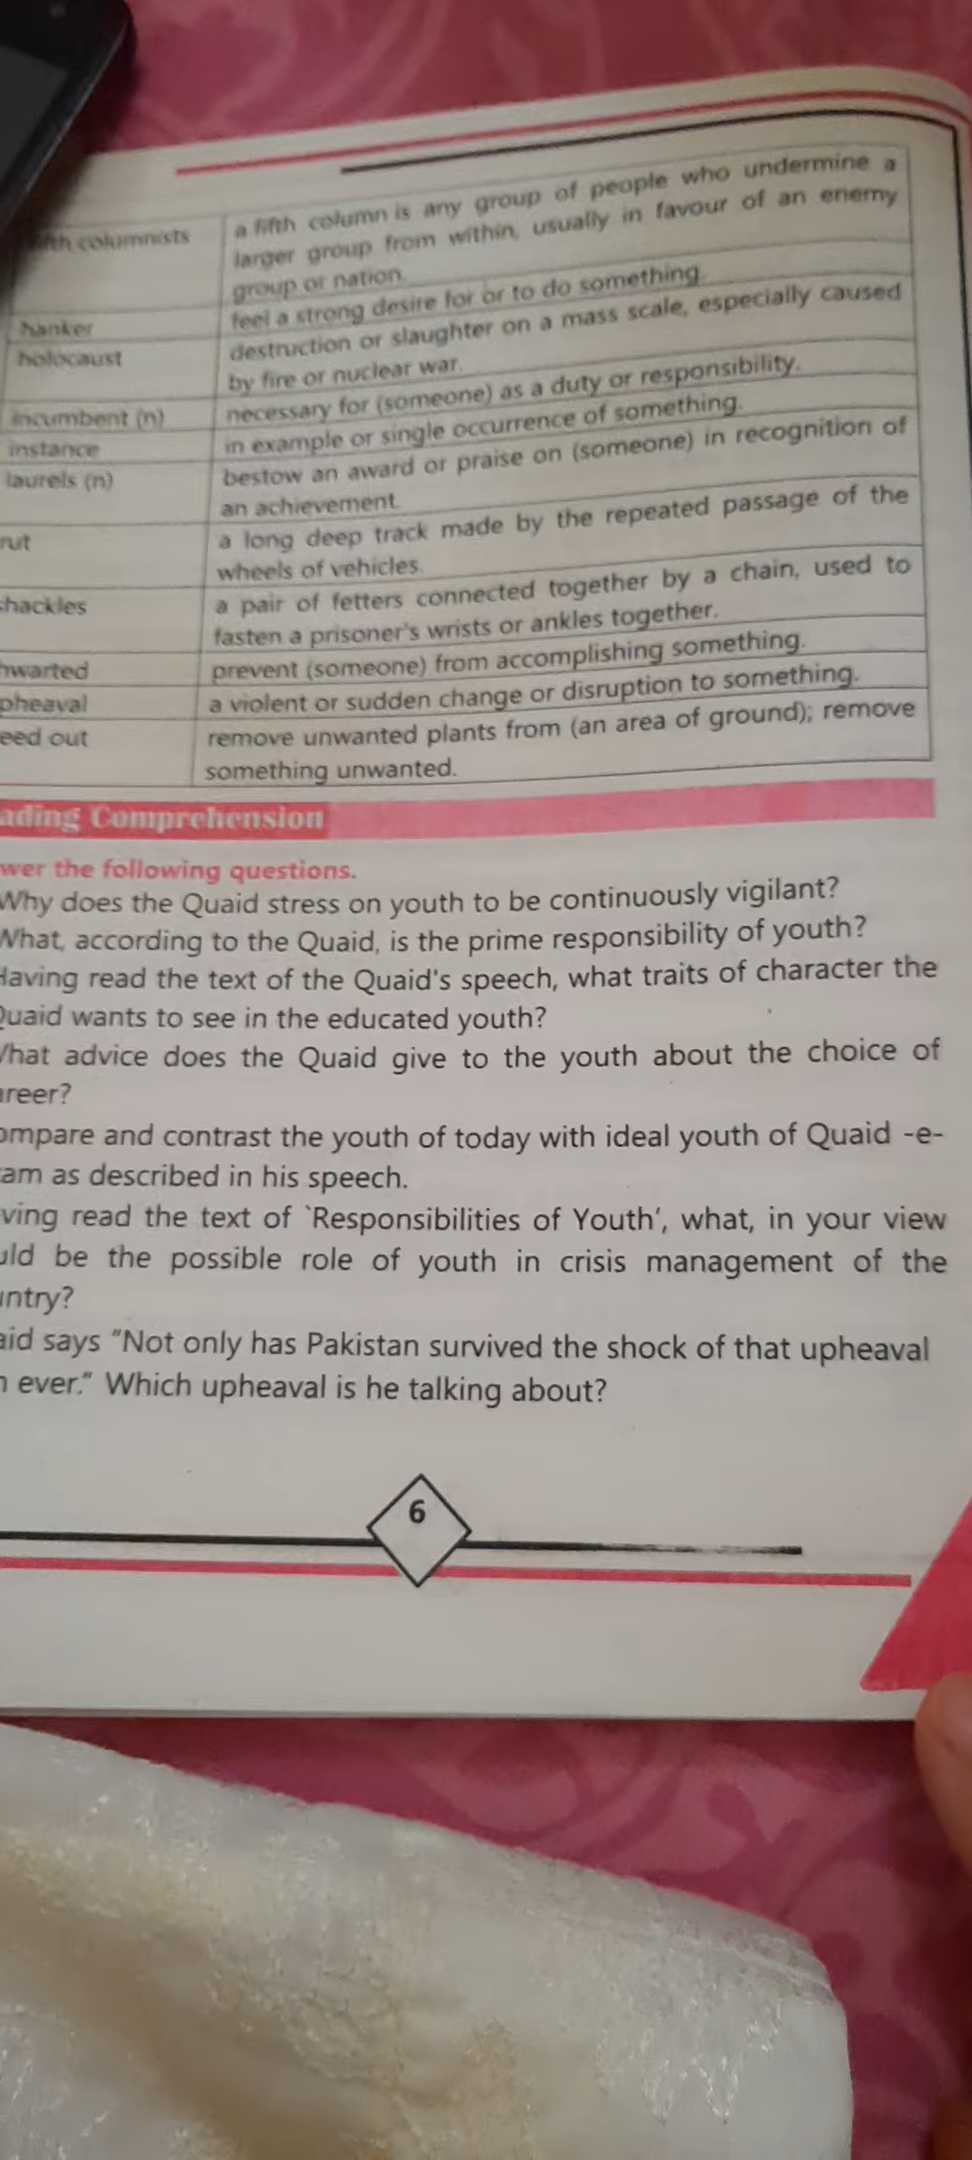 columnists
a fifth column is any group of people who undermine a
larger group from within, usually in favour of an enemy
group or nation.
hanker
feel a strong desire for or to do something.
holocaust
destruction or slaughter on a mass scale, especially caused
by fire or nuclear war.
incumbent (n)
necessary for (someone) as a duty or responsibility.
instance
in example or single occurrence of something.
laurels (n)
bestow an award or praise on (someone) in recognition of
an achievement.
rut
a long deep track made by the repeated passage of the
wheels of vehicles.
hackles
a pair of fetters connected together by a chain, used to
fasten a prisoner's wrists or ankles together.
hwarted
prevent (someone) from accomplishing something.
pheaval
a violent or sudden change or disruption to something.
eed out
remove unwanted plants from (an area of ground); remove
something unwanted.
ading Comprehension
wer the following questions.
Why does the Quaid stress on youth to be continuously vigilant?
What, according to the Quaid, is the prime responsibility of youth?
Having read the text of the Quaid's speech, what traits of character the
Quaid wants to see in the educated youth?
What advice does the Quaid give to the youth about the choice of
areer?
ompare and contrast the youth of today with ideal youth of Quaid -e-
am as described in his speech.
ving read the text of `Responsibilities of Youth', what, in your view
uld be the possible role of youth in crisis management of the
untry?
aid says "Not only has Pakistan survived the shock of that upheaval
n ever." Which upheaval is he talking about?
6